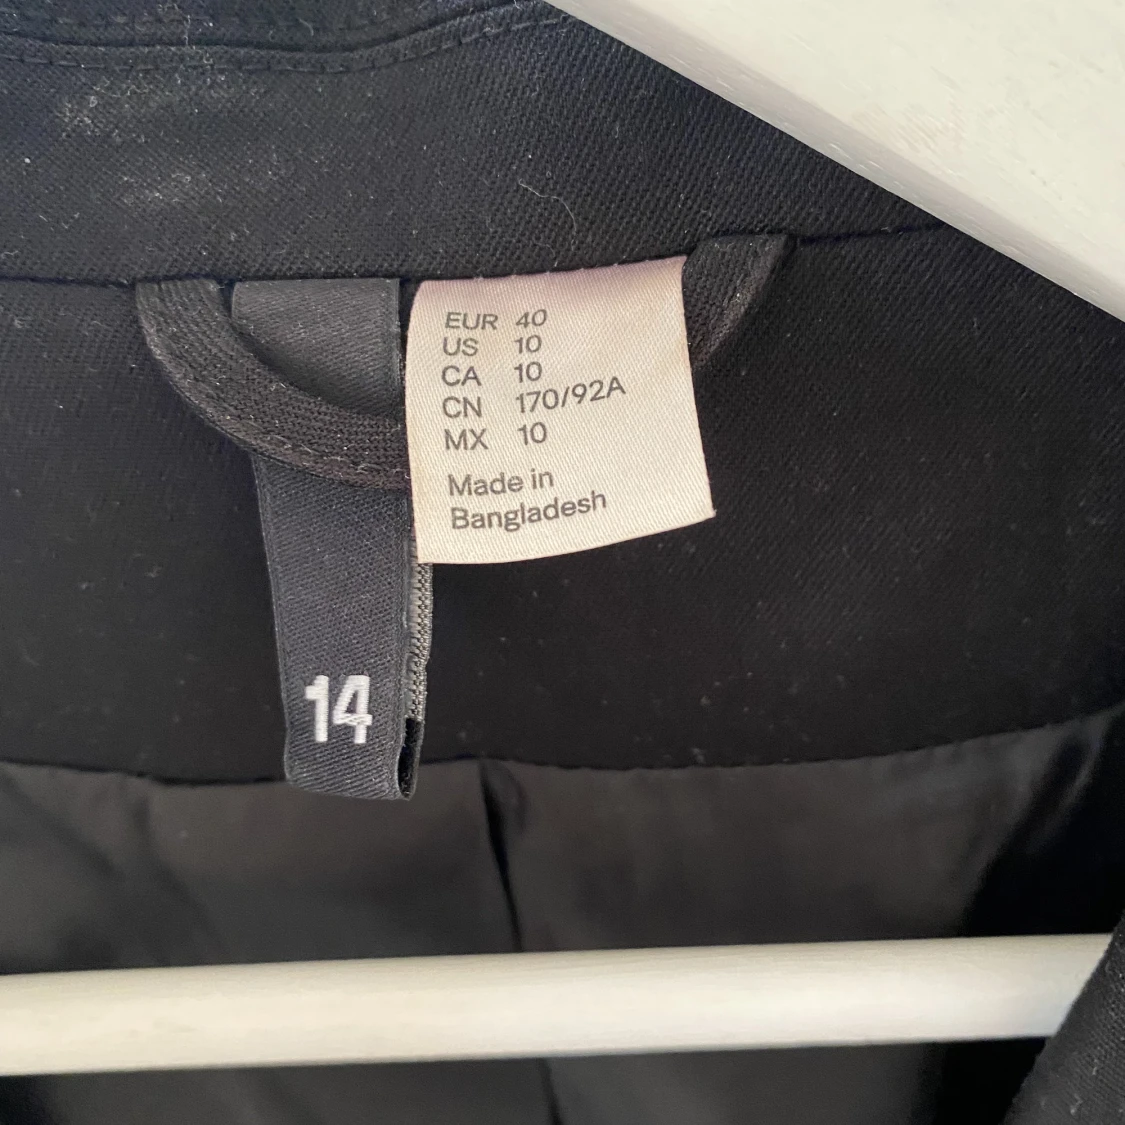 EUR 40
US 10
CA 10
CN 170/92A
MX 10
Made in
Bangladesh
14